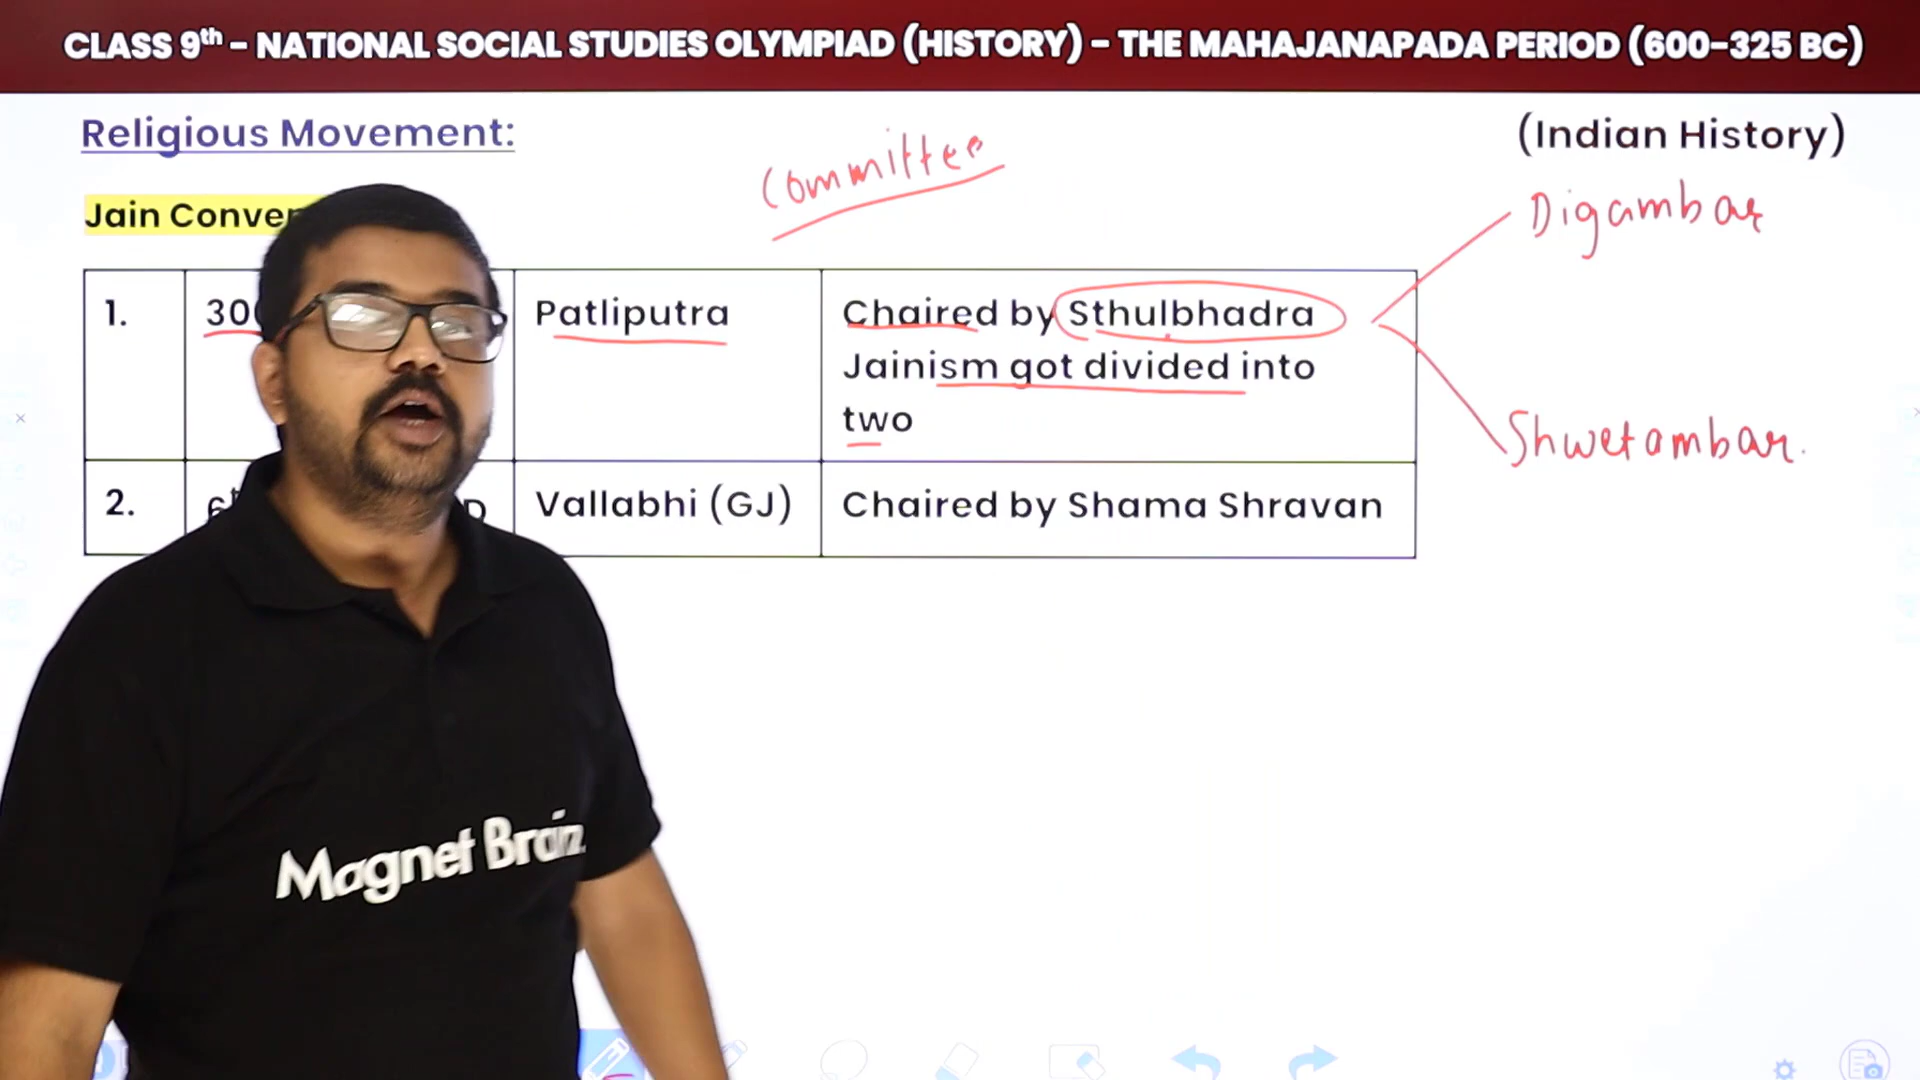 CLASS 9th – NATIONAL SOCIAL STUDIES OLYMPIAD (HISTORY) – THE MAHAJANAPADA PERIOD (600-325 BC)
Religious Movement:
(Indian History)
Committee
Digambar
Jain
1.
Patliputra
Chaired by Sthulbhadra
Jainism got divided into
two
Shwetambar.
2.
Vallabhi (GJ)
Chaired by Shama Shravan
Magnet Brain